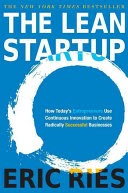 THE NEW YORK TIMES BESTSELLER
THE LEAN
STARTUP
How Today's Entrepreneurs Use
Continuous Innovation to Create
Radically Successful Businesses
ERIC RIES